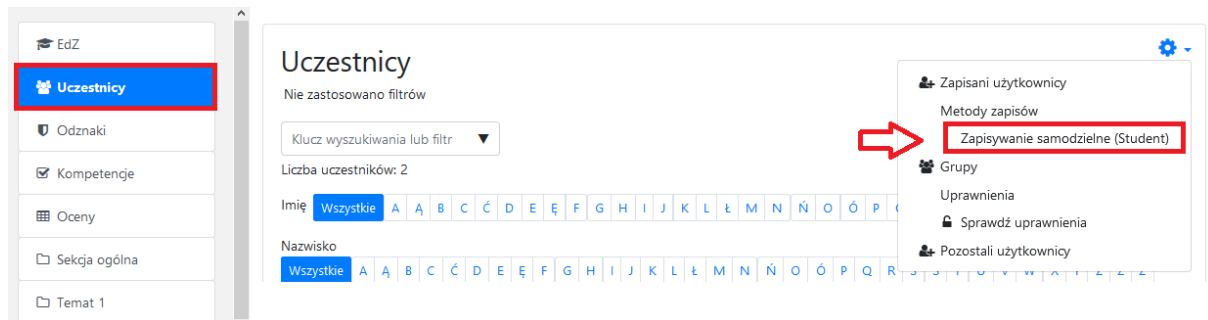 EdZ
Uczestnicy
Odznaki
Kompetencje
Oceny
Sekcja ogólna
Temat 1
Uczestnicy
Nie zastosowano filtrów
Klucz wyszukiwania lub filtr ▼
Liczba uczestników: 2
Imię Wszystkie A Ą B C Ć D E Ę F G H I J K L Ł M N Ń O Ó P
Nazwisko
Wszystkie A Ą B C Ć D E Ę F G H I J K L Ł M N Ń O Ó P Q R
Zapisani użytkownicy
Metody zapisów
Zapisywanie samodzielne (Student)
Grupy
Uprawnienia
Sprawdź uprawnienia
Pozostali użytkownicy